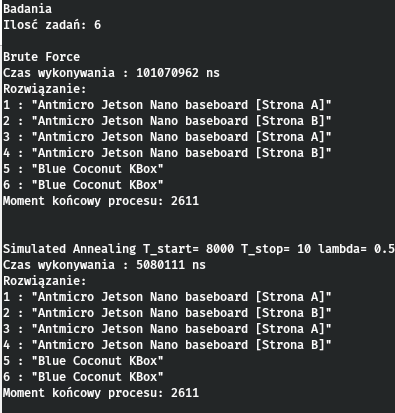 Badania
Ilość zadań: 6
Brute Force
Czas wykonywania : 101070962 ns
Rozwiązanie:
1 : "Antmicro Jetson Nano baseboard [Strona A]"
2 : "Antmicro Jetson Nano baseboard [Strona B]"
3 : "Antmicro Jetson Nano baseboard [Strona A]"
4 : "Antmicro Jetson Nano baseboard [Strona B]"
5 : "Blue Coconut KBox"
6 : "Blue Coconut KBox"
Moment końcowy procesu: 2611
Simulated Annealing T_start= 8000 T_stop= 10 lambda= 0.5
Czas wykonywania : 5080111 ns
Rozwiązanie:
1 : "Antmicro Jetson Nano baseboard [Strona A]"
2 : "Antmicro Jetson Nano baseboard [Strona B]"
3 : "Antmicro Jetson Nano baseboard [Strona A]"
4 : "Antmicro Jetson Nano baseboard [Strona B]"
5 : "Blue Coconut KBox"
6 : "Blue Coconut KBox"
Moment końcowy procesu: 2611